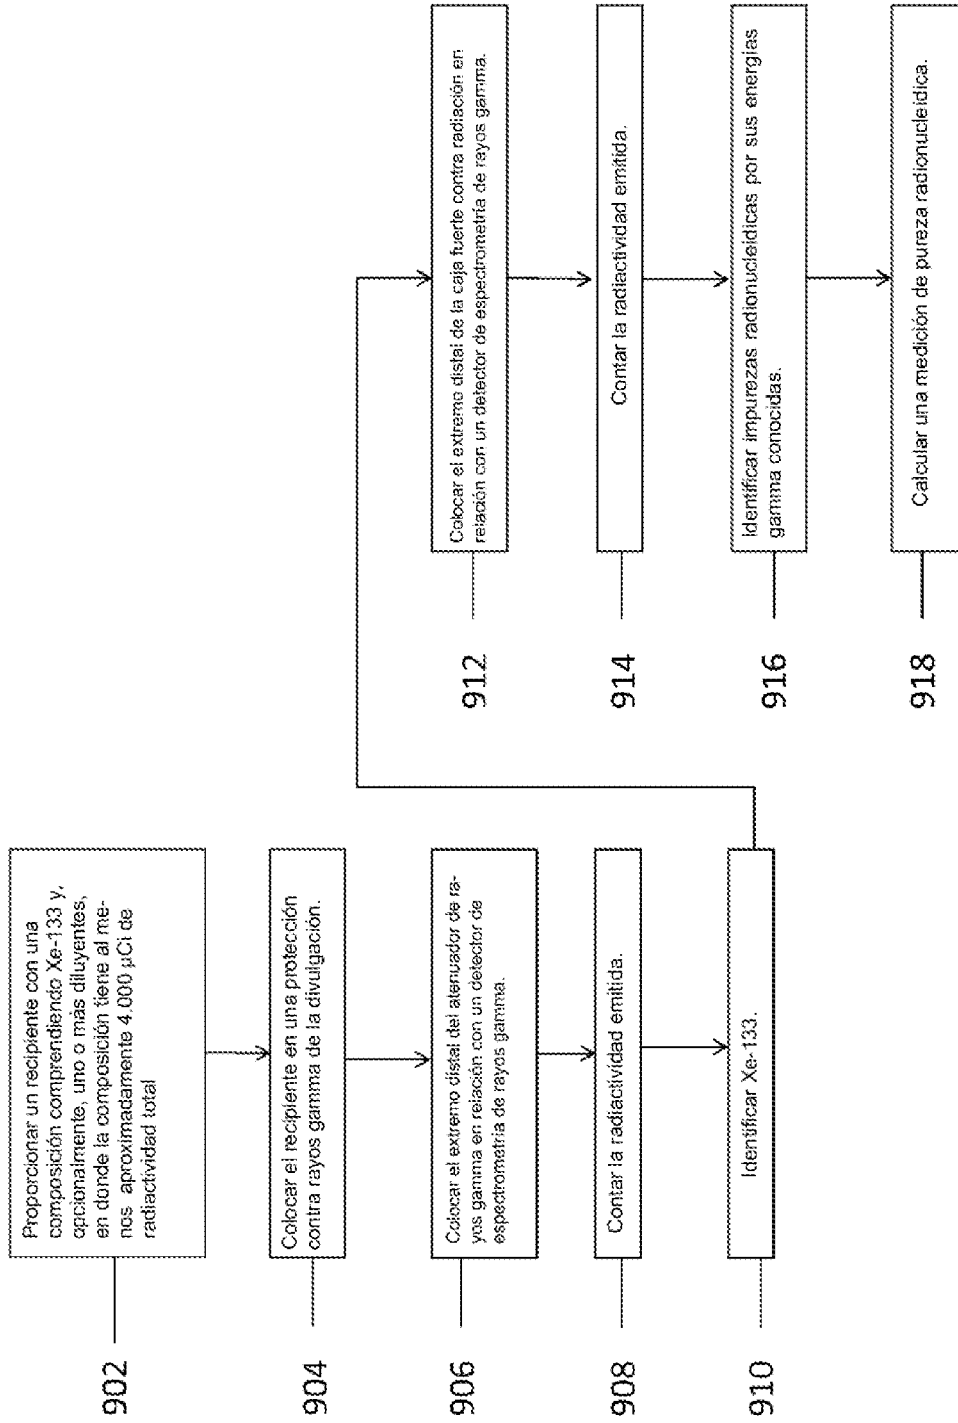 902
Proporcionar un recipiente con una
composición comprendiendo Xe-133 y,
opcionalmente, uno o más diluyentes,
en donde la composición tiene al me-
nos aproximadamente 4.000 µCi de
radiactividad total
904
Colocar el recipiente en una protección
contra rayos gamma de la divulgación.
906
Colocar el extremo distal del atenuador de ra-
yos gamma en relación con un detector de
espectrometría de rayos gamma.
908
Contar la radiactividad emitida.
910
Identificar Xe-133.
912
Colocar el extremo distal de la caja fuerte contra radiación en
relación con un detector de espectrometría de rayos gamma.
914
Contar la radiactividad emitida.
916
Identificar impurezas radionucleídicas por sus energías
gamma conocidas.
918
Calcular una medición de pureza radionucleídica.